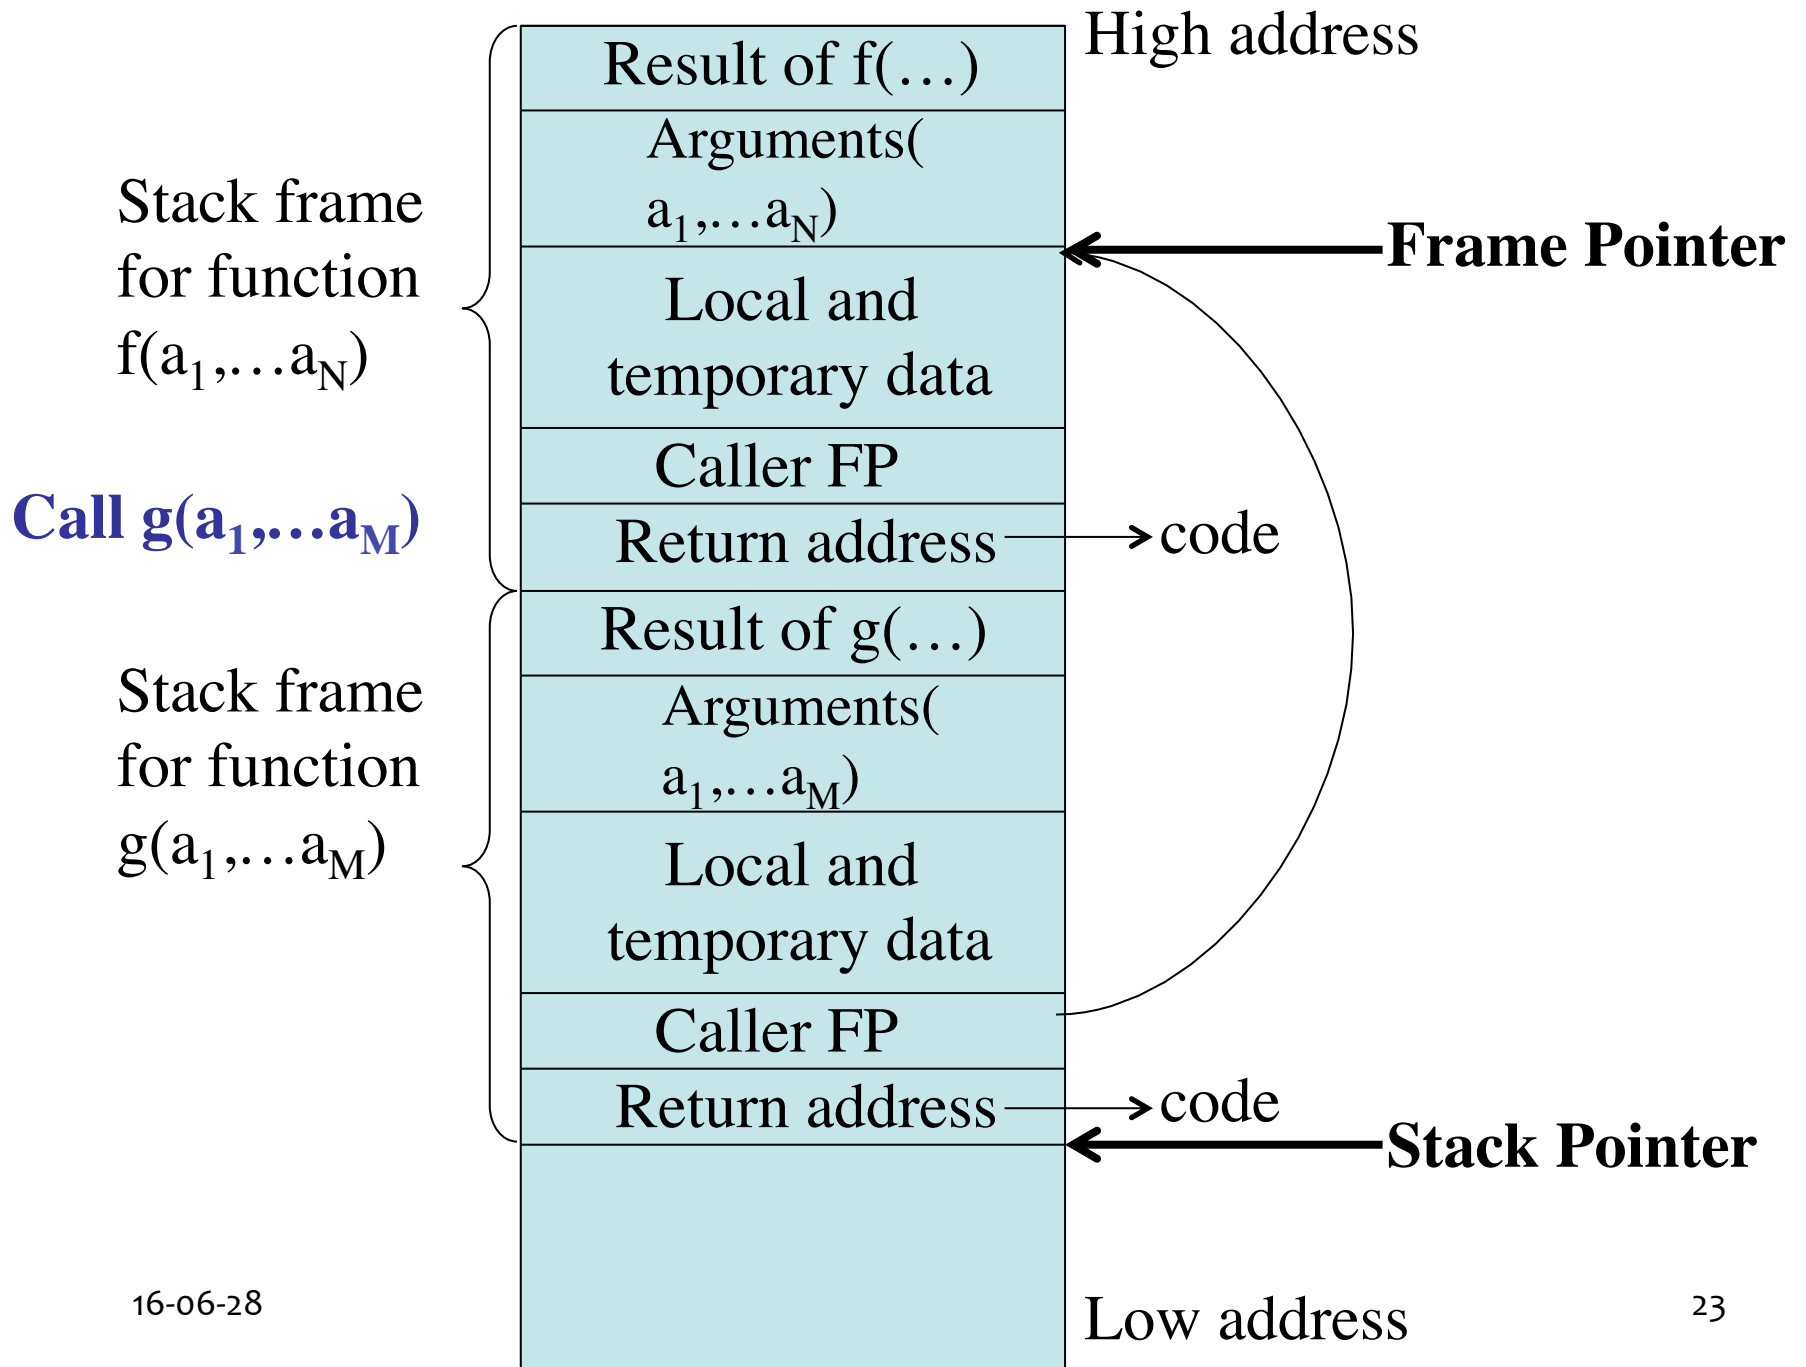 High address
Result of f(…)
Arguments(
a1,…aN)
Stack frame
for function
f(a1,…aN)
Frame Pointer
Local and
temporary data
Caller FP
Call g(a1,…aM)
Return address
code
Result of g(…)
Stack frame
for function
g(a1,…aM)
Arguments(
a1,…aM)
Local and
temporary data
Caller FP
Return address
code
Stack Pointer
16-06-28
Low address
23